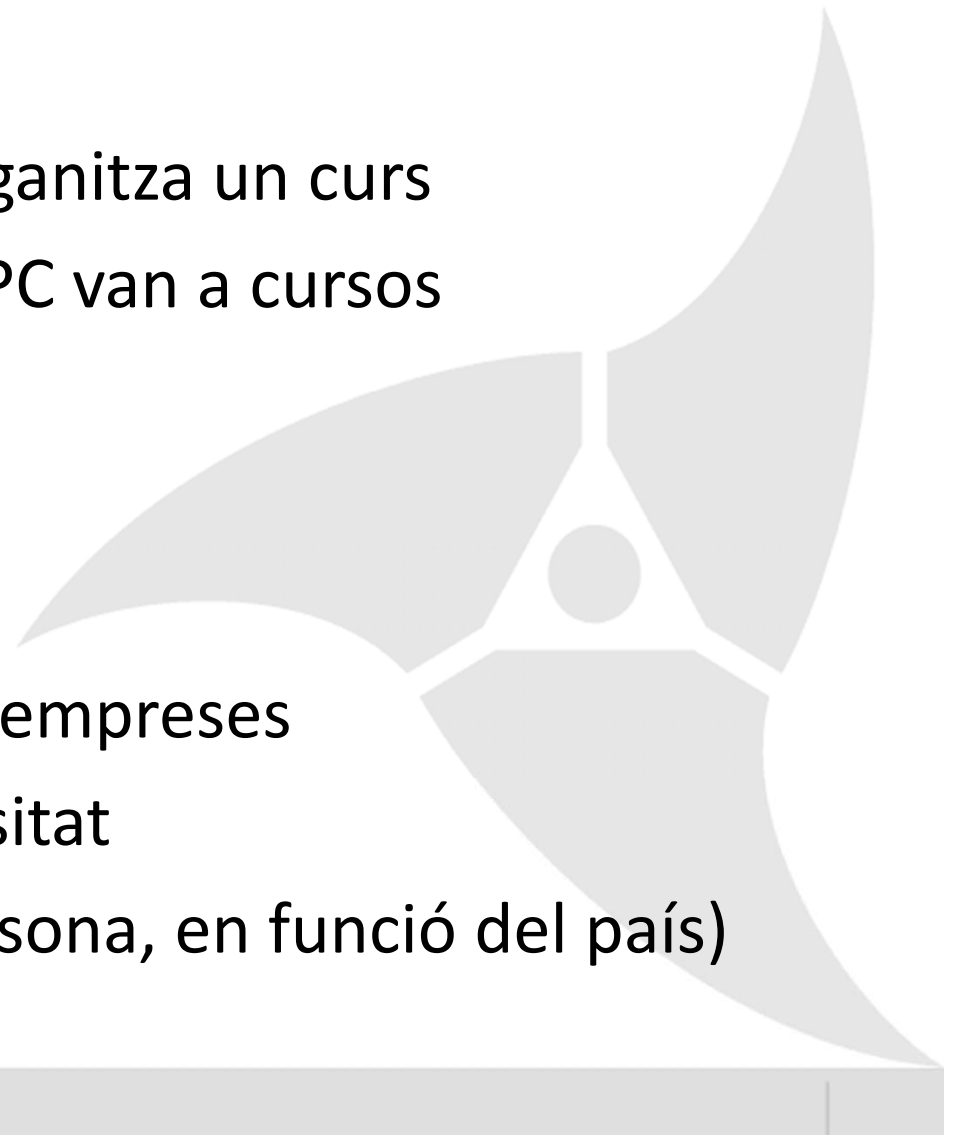 ganitza un curs
PC van a cursos
empreses
sitat
sona, en funció del país)